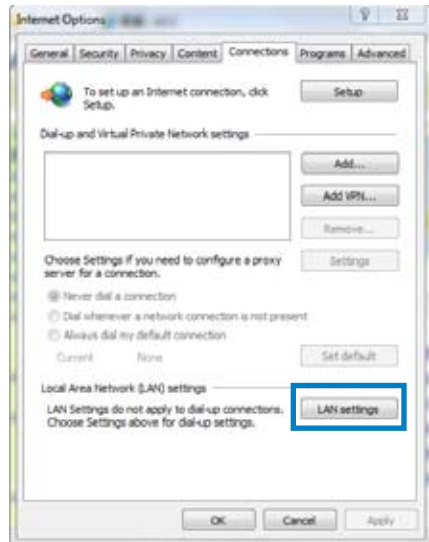 Internet Options
General Security Privacy Content Connections Programs Advanced
To set up an Internet connection, click Setup.
Setup
Dial-up and Virtual Private Network settings
Add...
Add VPN...
Remove...
Choose Settings if you need to configure a proxy
server for a connection.
Settings
Never dial a connection
Dial whenever a network connection is not present
Always dial my default connection
Current None Set default
Local Area Network (LAN) settings
LAN Settings do not apply to dial-up connections.
Choose Settings above for dial-up settings.
LAN settings
OK Cancel Apply